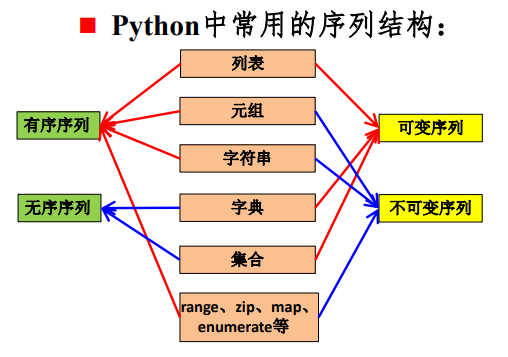 Python中常用的序列结构：
列表
元组
有序序列
可变序列
字符串
字典
无序序列
不可变序列
集合
range、zip、map、
enumerate等